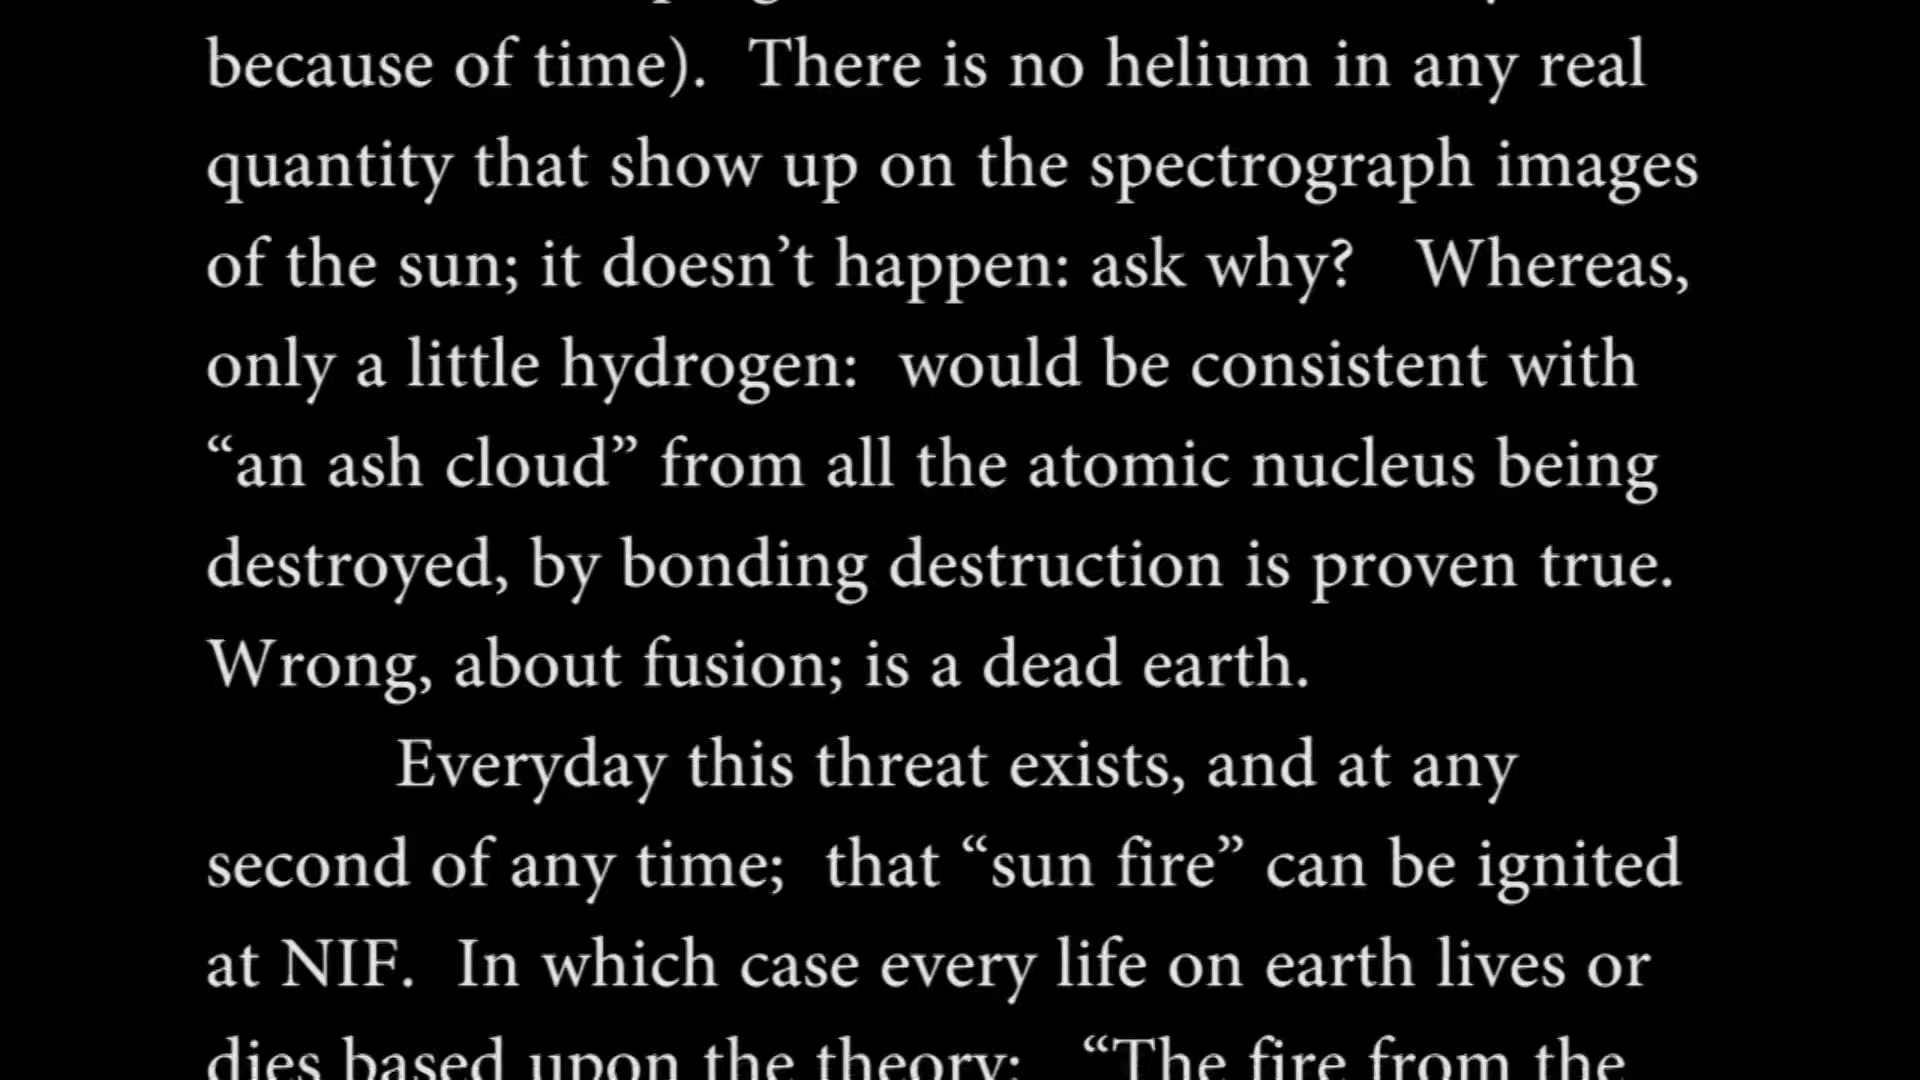 because of time).  There is no helium in any real
quantity that show up on the spectrograph images
of the sun; it doesn’t happen: ask why?   Whereas,
only a little hydrogen:  would be consistent with
“an ash cloud” from all the atomic nucleus being
destroyed, by bonding destruction is proven true.
Wrong, about fusion; is a dead earth.
Everyday this threat exists, and at any
second of any time;  that “sun fire” can be ignited
at NIF.  In which case every life on earth lives or
dies based upon the theory:   “The fire from the